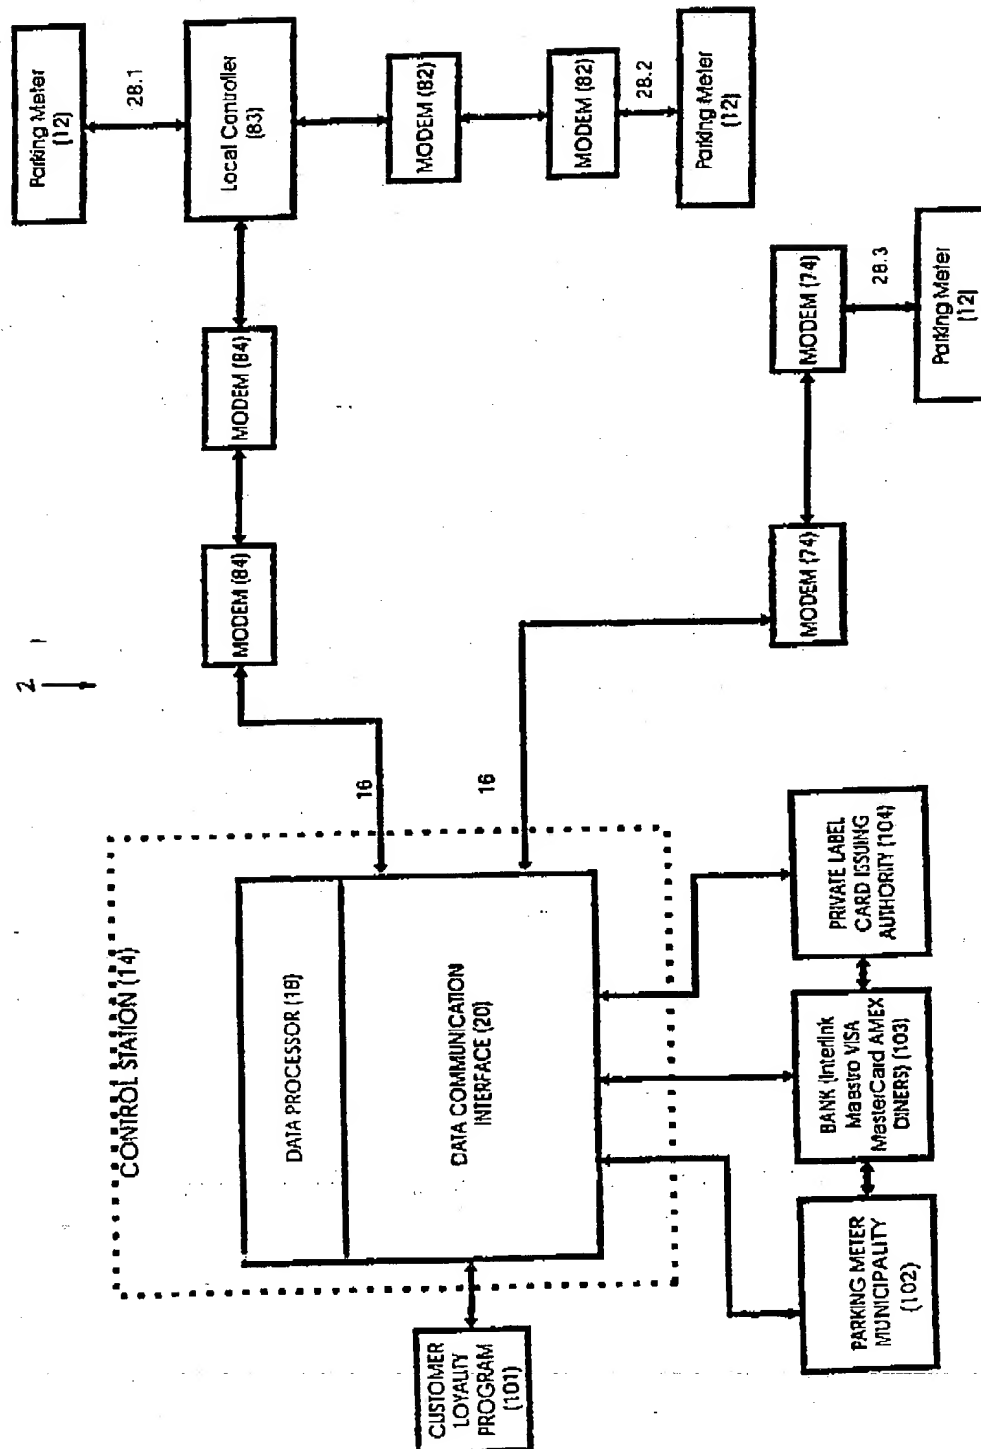 Parking Meter
(12)
28.1
Local Controller
(83)
MODEM (82)
MODEM (82)
28.2
Parking Meter
(12)
MODEM (84)
MODEM (84)
MODEM (74)
MODEM (74)
28.3
Parking Meter
(12)
2
16
16
CONTROL STATION (14)
DATA PROCESSOR (18)
DATA COMMUNICATION
INTERFACE (20)
CUSTOMER
LOYALITY
PROGRAM
(101)
PARKING METER
MUNICIPALITY
(102)
BANK (Interlink
Maestro VISA
MasterCard AMEX
DINERS) (103)
PRIVATE LABEL
CARD ISSUING
AUTHORITY (104)